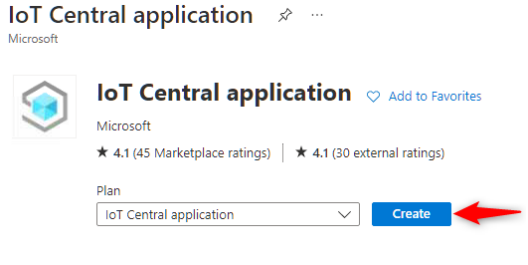 IoT Central application
Microsoft
IoT Central application Add to Favorites
Microsoft
★ 4.1 (45 Marketplace ratings) | ★ 4.1 (30 external ratings)
Plan
IoT Central application Create